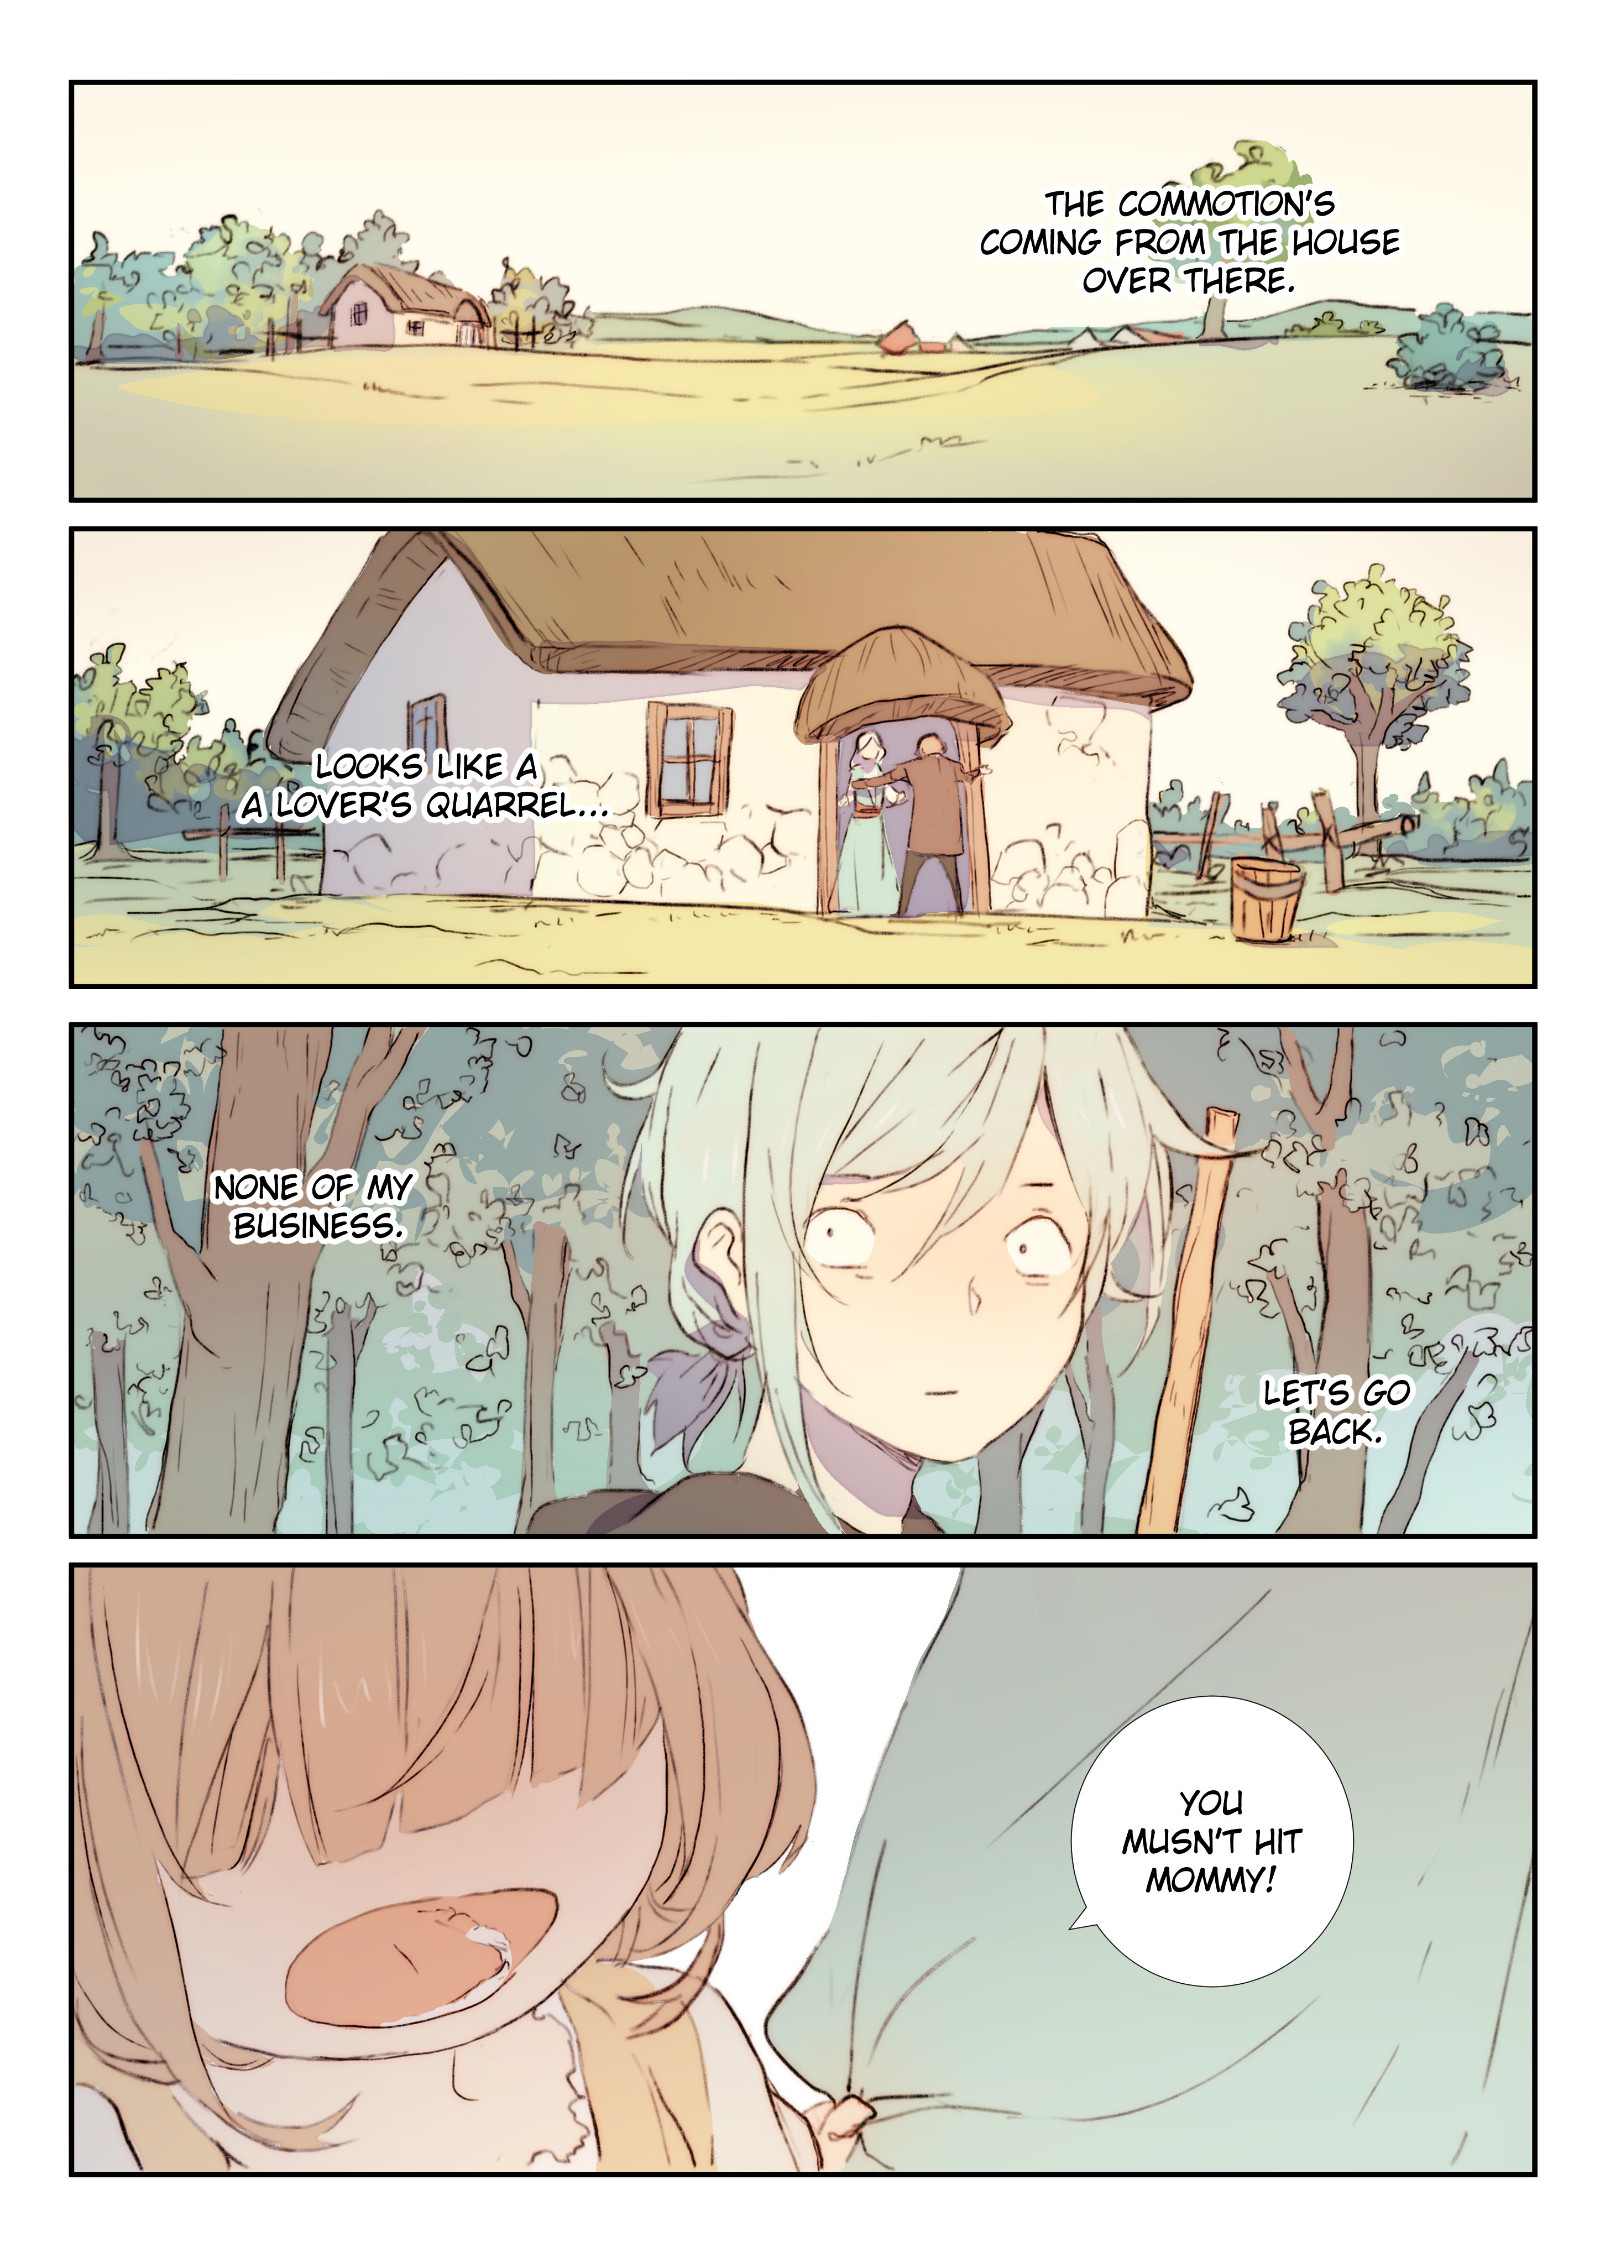 THE COMMOTION'S
COMING FROM THE HOUSE
OVER THERE.
LOOKS LIKE A
A LOVER'S QUARREL...
NONE OF MY
BUSINESS.
LET'S GO
BACK.
YOU
MUSN'T HIT
MOMMY!